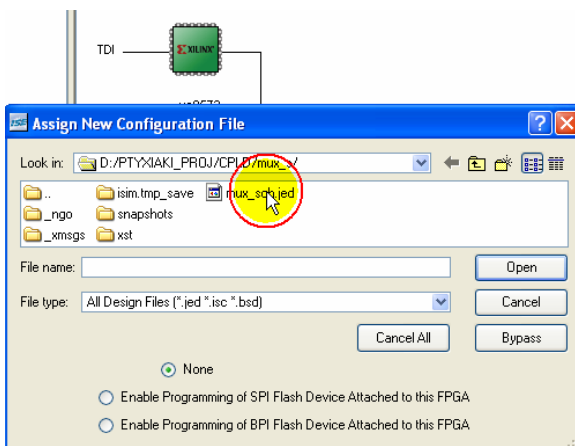 TDI
XILINX
Assign New Configuration File
Look in: D:/PTYXIAKI_PROJ/CPLD/mux_s/
.. isim.tmp_save mux_sch.jed
_ngo snapshots
_xmsgs xst
File name: Open
File type: All Design Files (*.jed *.isc *.bsd) Cancel
Cancel All Bypass
None
Enable Programming of SPI Flash Device Attached to this FPGA
Enable Programming of BPI Flash Device Attached to this FPGA